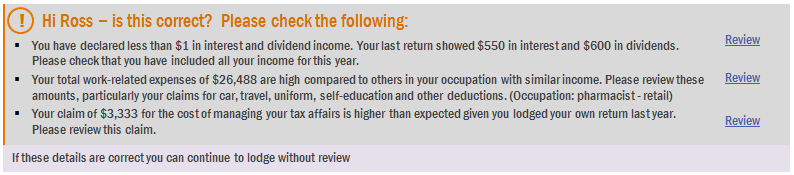 ! Hi Ross – is this correct? Please check the following:
▪ You have declared less than $1 in interest and dividend income. Your last return showed $550 in interest and $600 in dividends. Review
Please check that you have included all your income for this year.
▪ Your total work-related expenses of $26,488 are high compared to others in your occupation with similar income. Please review these Review
amounts, particularly your claims for car, travel, uniform, self-education and other deductions. (Occupation: pharmacist - retail)
▪ Your claim of $3,333 for the cost of managing your tax affairs is higher than expected given you lodged your own return last year. Review
Please review this claim.
If these details are correct you can continue to lodge without review